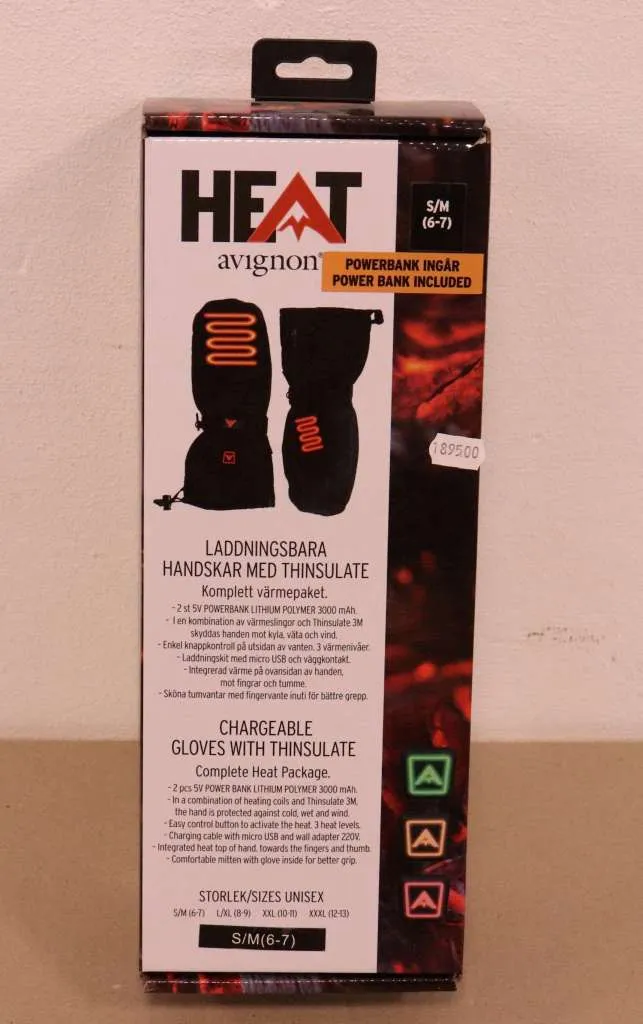 HEAT
avignon®
S/M
(6-7)
POWERBANK INGÅR
POWER BANK INCLUDED
189500
LADDNINGSBARA
HANDSKAR MED THINSULATE
Komplett värmepaket.
- 2 st 5V POWERBANK LITHIUM POLYMER 3000 mAh.
- I en kombination av värmeslingor och Thinsulate 3M
skyddas handen mot kyla, väta och vind.
- Enkel knappkontroll på utsidan av vanten. 3 värmenivåer.
- Laddningskit med micro USB och väggkontakt.
- Integrerad värme på ovansidan av handen,
mot fingrar och tumme.
- Sköna tumvantar med fingervante inuti för bättre grepp.
CHARGEABLE
GLOVES WITH THINSULATE
Complete Heat Package.
- 2 pcs 5V POWER BANK LITHIUM POLYMER 3000 mAh.
- In a combination of heating coils and Thinsulate 3M,
the hand is protected against cold, wet and wind.
- Easy control button to activate the heat. 3 heat levels.
- Charging cable with micro USB and wall adapter 220V.
- Integrated heat top of hand, towards the fingers and thumb.
- Comfortable mitten with glove inside for better grip.
STORLEK/SIZES UNISEX
S/M (6-7) L/XL (8-9) XXL (10-11) XXXL (12-13)
S/M(6-7)